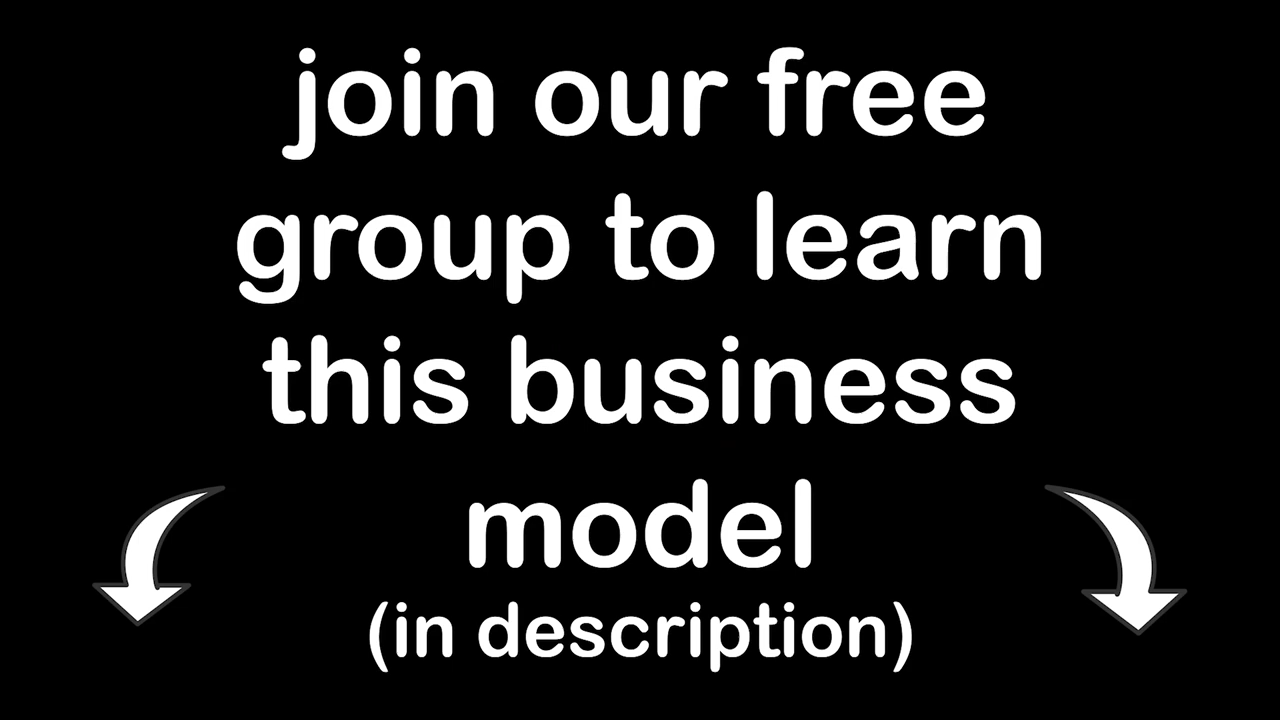 join our free
group to learn
this business
model
(in description)